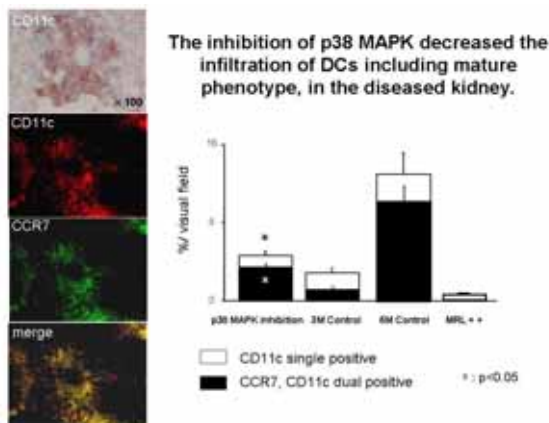 CD11c
× 100
CD11c
CCR7
merge
The inhibition of p38 MAPK decreased the
infiltration of DCs including mature
phenotype, in the diseased kidney.
%/ visual field
10
5
0
*
*
p38 MAPK inhibition
3M Control
6M Control
MRL + +
CD11c single positive
CCR7, CD11c dual positive
* : p<0.05